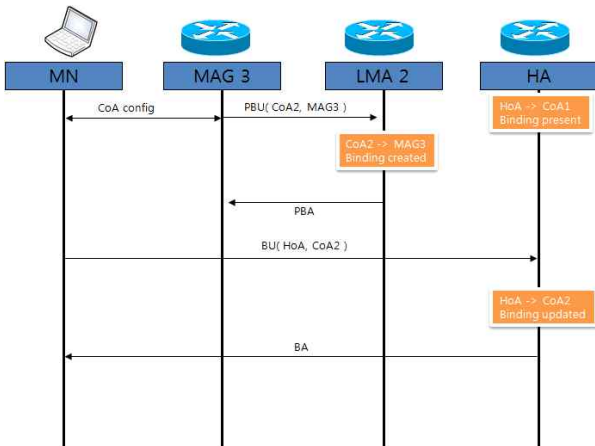 MN
MAG 3
LMA 2
HA
CoA config
PBU( CoA2, MAG3 )
HoA -> CoA1
Binding present
CoA2 -> MAG3
Binding created
PBA
BU( HoA, CoA2 )
HoA -> CoA2
Binding updated
BA